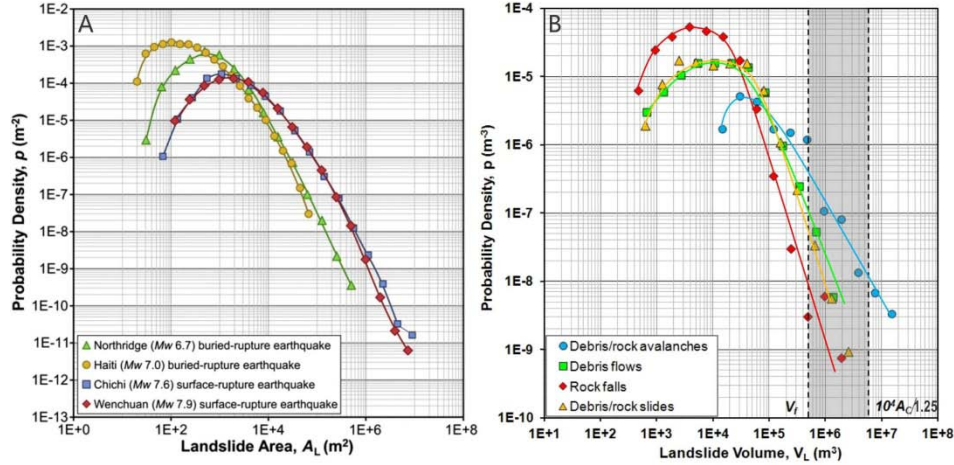 A
Probability Density, p (m⁻²)
1E-2
1E-3
1E-4
1E-5
1E-6
1E-7
1E-8
1E-9
1E-10
1E-11
1E-12
1E-13
Northridge (Mw 6.7) buried-rupture earthquake
Haiti (Mw 7.0) buried-rupture earthquake
Chichi (Mw 7.6) surface-rupture earthquake
Wenchuan (Mw 7.9) surface-rupture earthquake
1E+0 1E+2 1E+4 1E+6 1E+8
Landslide Area, AL (m²)
B
Probability Density, p (m⁻³)
1E-4
1E-5
1E-6
1E-7
1E-8
1E-9
1E-10
Debris/rock avalanches
Debris flows
Rock falls
Debris/rock slides
Vf
10⁴AC/1.25
1E+1 1E+2 1E+3 1E+4 1E+5 1E+6 1E+7 1E+8
Landslide Volume, VL (m³)